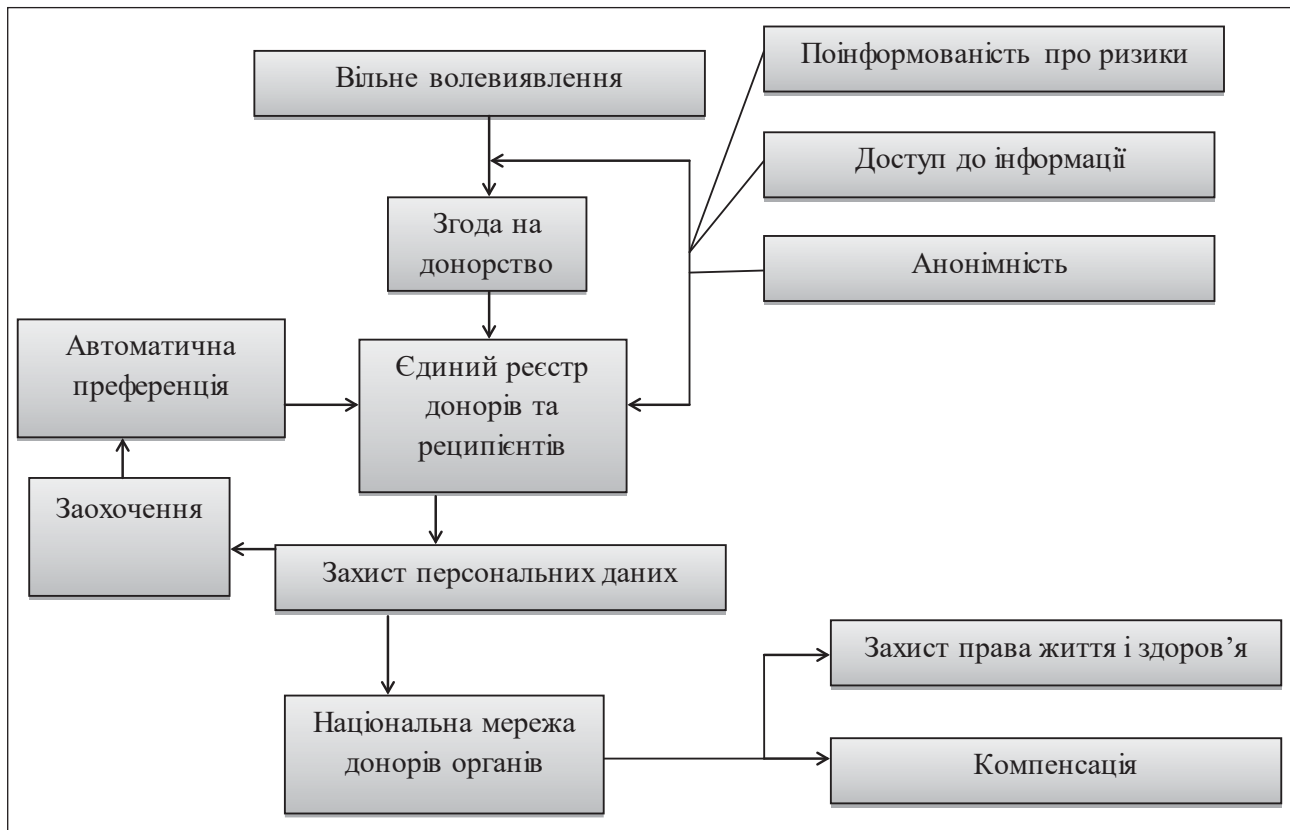 Вільне волевиявлення
Поінформованість про ризики
Доступ до інформації
Згода на
донорство
Анонімність
Автоматична
преференція
Єдиний реєстр
донорів та
реципієнтів
Заохочення
Захист персональних даних
Захист права життя і здоров’я
Національна мережа
донорів органів
Компенсація